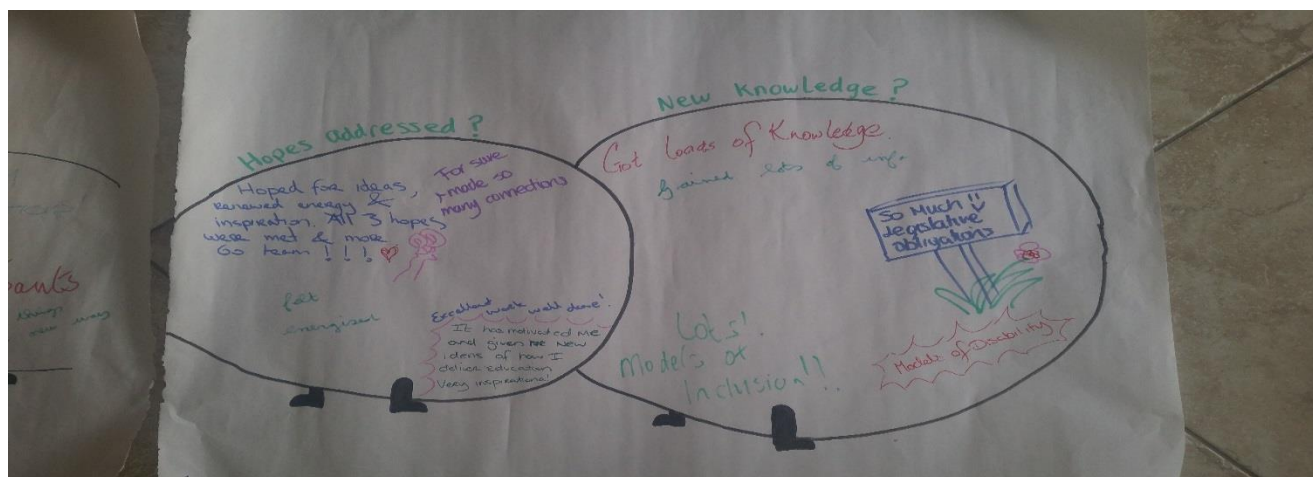 Hopes addressed?
Hoped for ideas,
renewed energy &
inspiration. All 3 hopes
were met & more
Go team!!!
For sure
made so
many connections
felt
energised
Excellent work well done!
It has motivated me
and given me new
ideas of how I
deliver education
Very inspirational!
New Knowledge?
Got loads of Knowledge.
Gained lots of info.
So Much!!
Legislative
obligations
Lots!
Models of
Inclusion!!
Models of Disability
ants
things